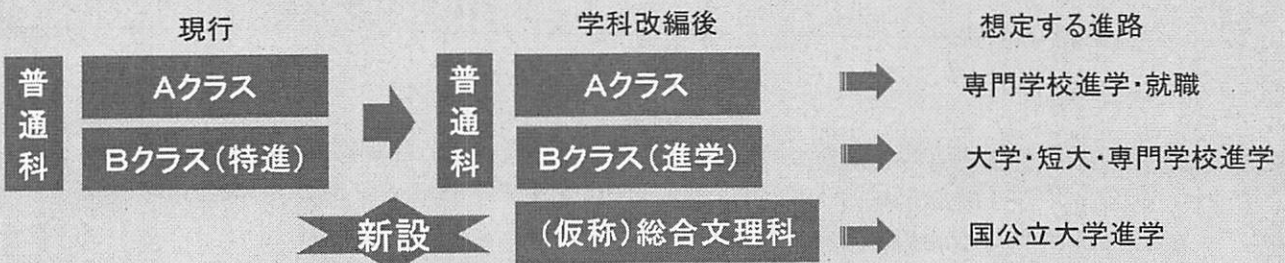 現行
学科改編後
想定する進路
普通科
Aクラス
Bクラス(特進)
普通科
Aクラス
Bクラス(進学)
専門学校進学・就職
大学・短大・専門学校進学
新設
(仮称)総合文理科
国公立大学進学